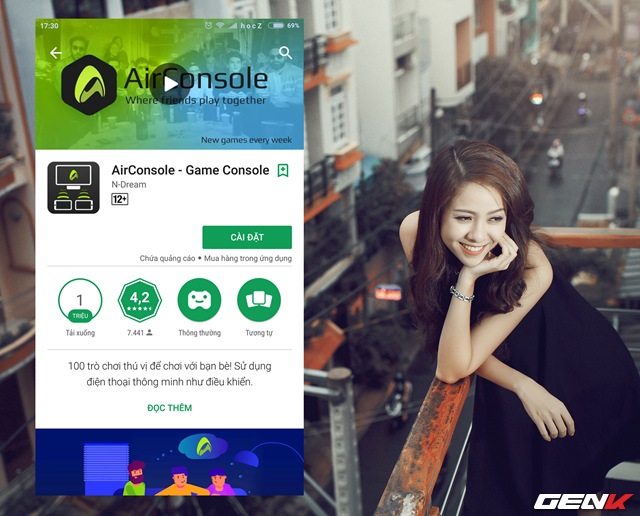 17:30
h o c Z
69%
AirConsole
Where friends play together
New games every week
AirConsole - Game Console
N-Dream
12+
CÀI ĐẶT
Chứa quảng cáo • Mua hàng trong ứng dụng
1
TRIỆU
4,2
Tải xuống
7.441
Thông thường
Tương tự
100 trò chơi thú vị để chơi với bạn bè! Sử dụng
điện thoại thông minh như điều khiển.
ĐỌC THÊM
GENK